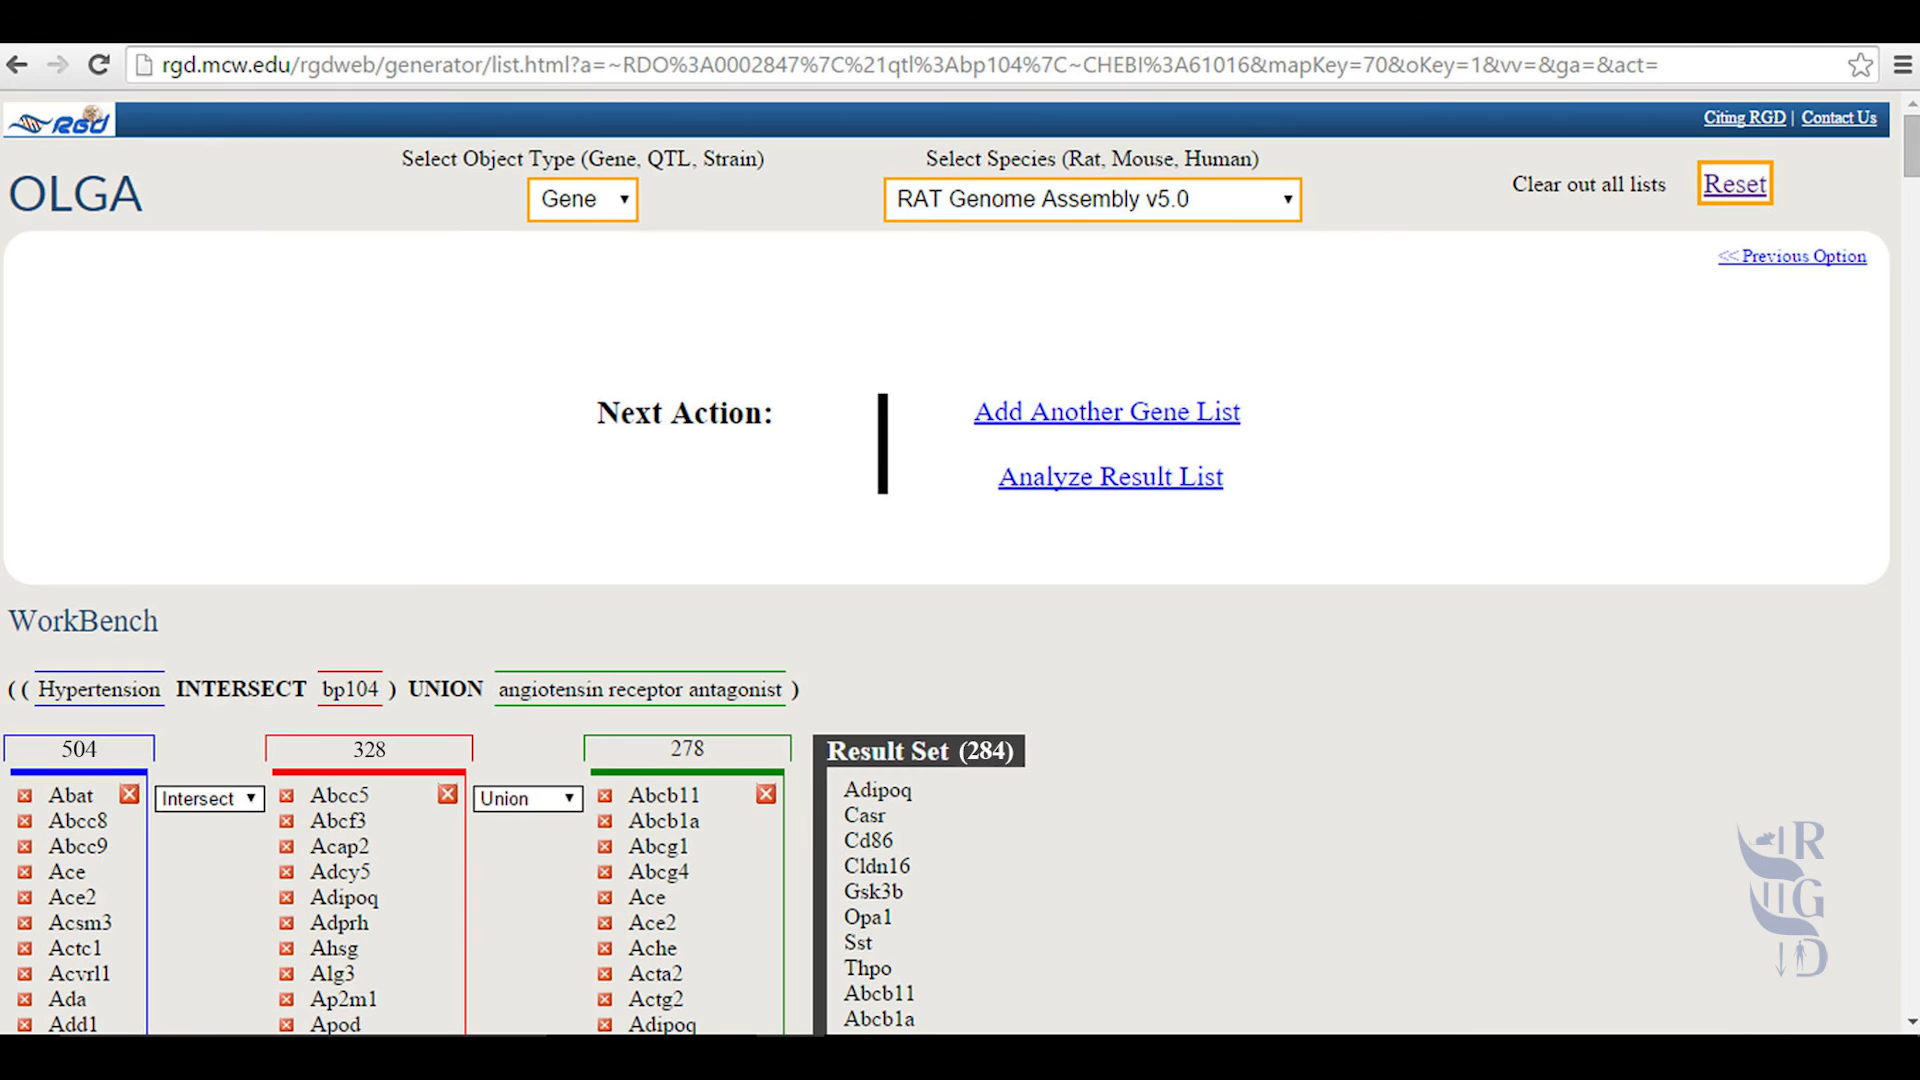 rgd.mcw.edu/rgdweb/generator/list.html?a=~RDO%3A0002847%7C%21qtl%3Abp104%7C~CHEBI%3A61016&mapKey=70&oKey=1&vv=&ga=&act=
RGD
Citing RGD | Contact Us
OLGA
Select Object Type (Gene, QTL, Strain)
Gene
Select Species (Rat, Mouse, Human)
RAT Genome Assembly v5.0
Clear out all lists
Reset
<< Previous Option
Next Action:
Add Another Gene List
Analyze Result List
WorkBench
( ( Hypertension INTERSECT bp104 ) UNION angiotensin receptor antagonist )
504
Abat
Abcc8
Abcc9
Ace
Ace2
Acsm3
Actc1
Acvrl1
Ada
Add1
Intersect
328
Abcc5
Abcf3
Acap2
Adcy5
Adipoq
Adprh
Ahsg
Alg3
Ap2m1
Apod
Union
278
Abcb11
Abcb1a
Abcg1
Abcg4
Ace
Ace2
Ache
Acta2
Actg2
Adipoq
Result Set (284)
Adipoq
Casr
Cd86
Cldn16
Gsk3b
Opa1
Sst
Thpo
Abcb11
Abcb1a
R
G
D